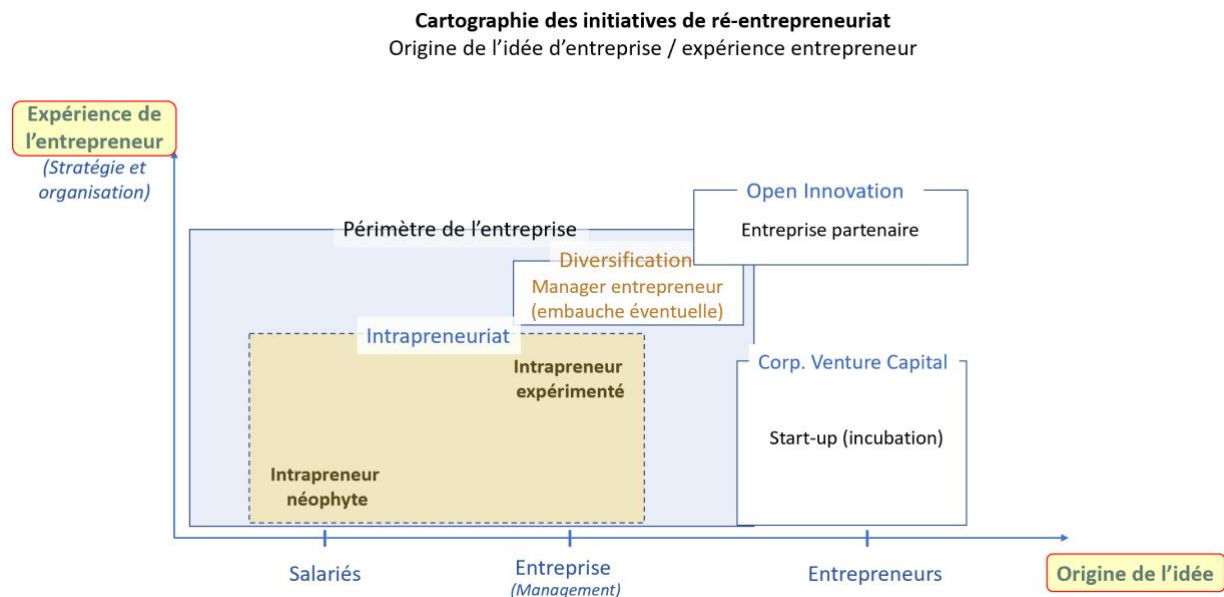 Cartographie des initiatives de ré-entrepreneuriat
Origine de l’idée d’entreprise / expérience entrepreneur
Expérience de
l’entrepreneur
(Stratégie et
organisation)
Open Innovation
Entreprise partenaire
Périmètre de l’entreprise
Diversification
Manager entrepreneur
(embauche éventuelle)
Intrapreneuriat
Intrapreneur
expérimenté
Corp. Venture Capital
Start-up (incubation)
Intrapreneur
néophyte
Salariés
Entreprise
(Management)
Entrepreneurs
Origine de l’idée